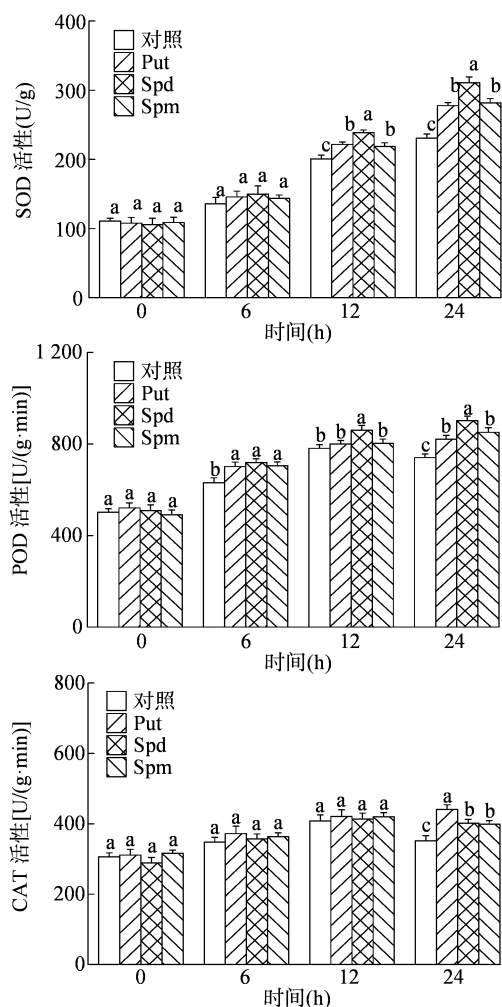 400
300
200
100
0
SOD 活性(U/g)
对照
Put
Spd
Spm
a a a a
a a a a
c b a b
c b a b
0 6 12 24
时间(h)
1 200
800
400
0
POD 活性[U/(g·min)]
对照
Put
Spd
Spm
a a a a
b a a a
b b a b
c b a b
0 6 12 24
时间(h)
800
600
400
200
0
CAT 活性[U/(g·min)]
对照
Put
Spd
Spm
a a a a
a a a a
a a a a
c a b b
0 6 12 24
时间(h)